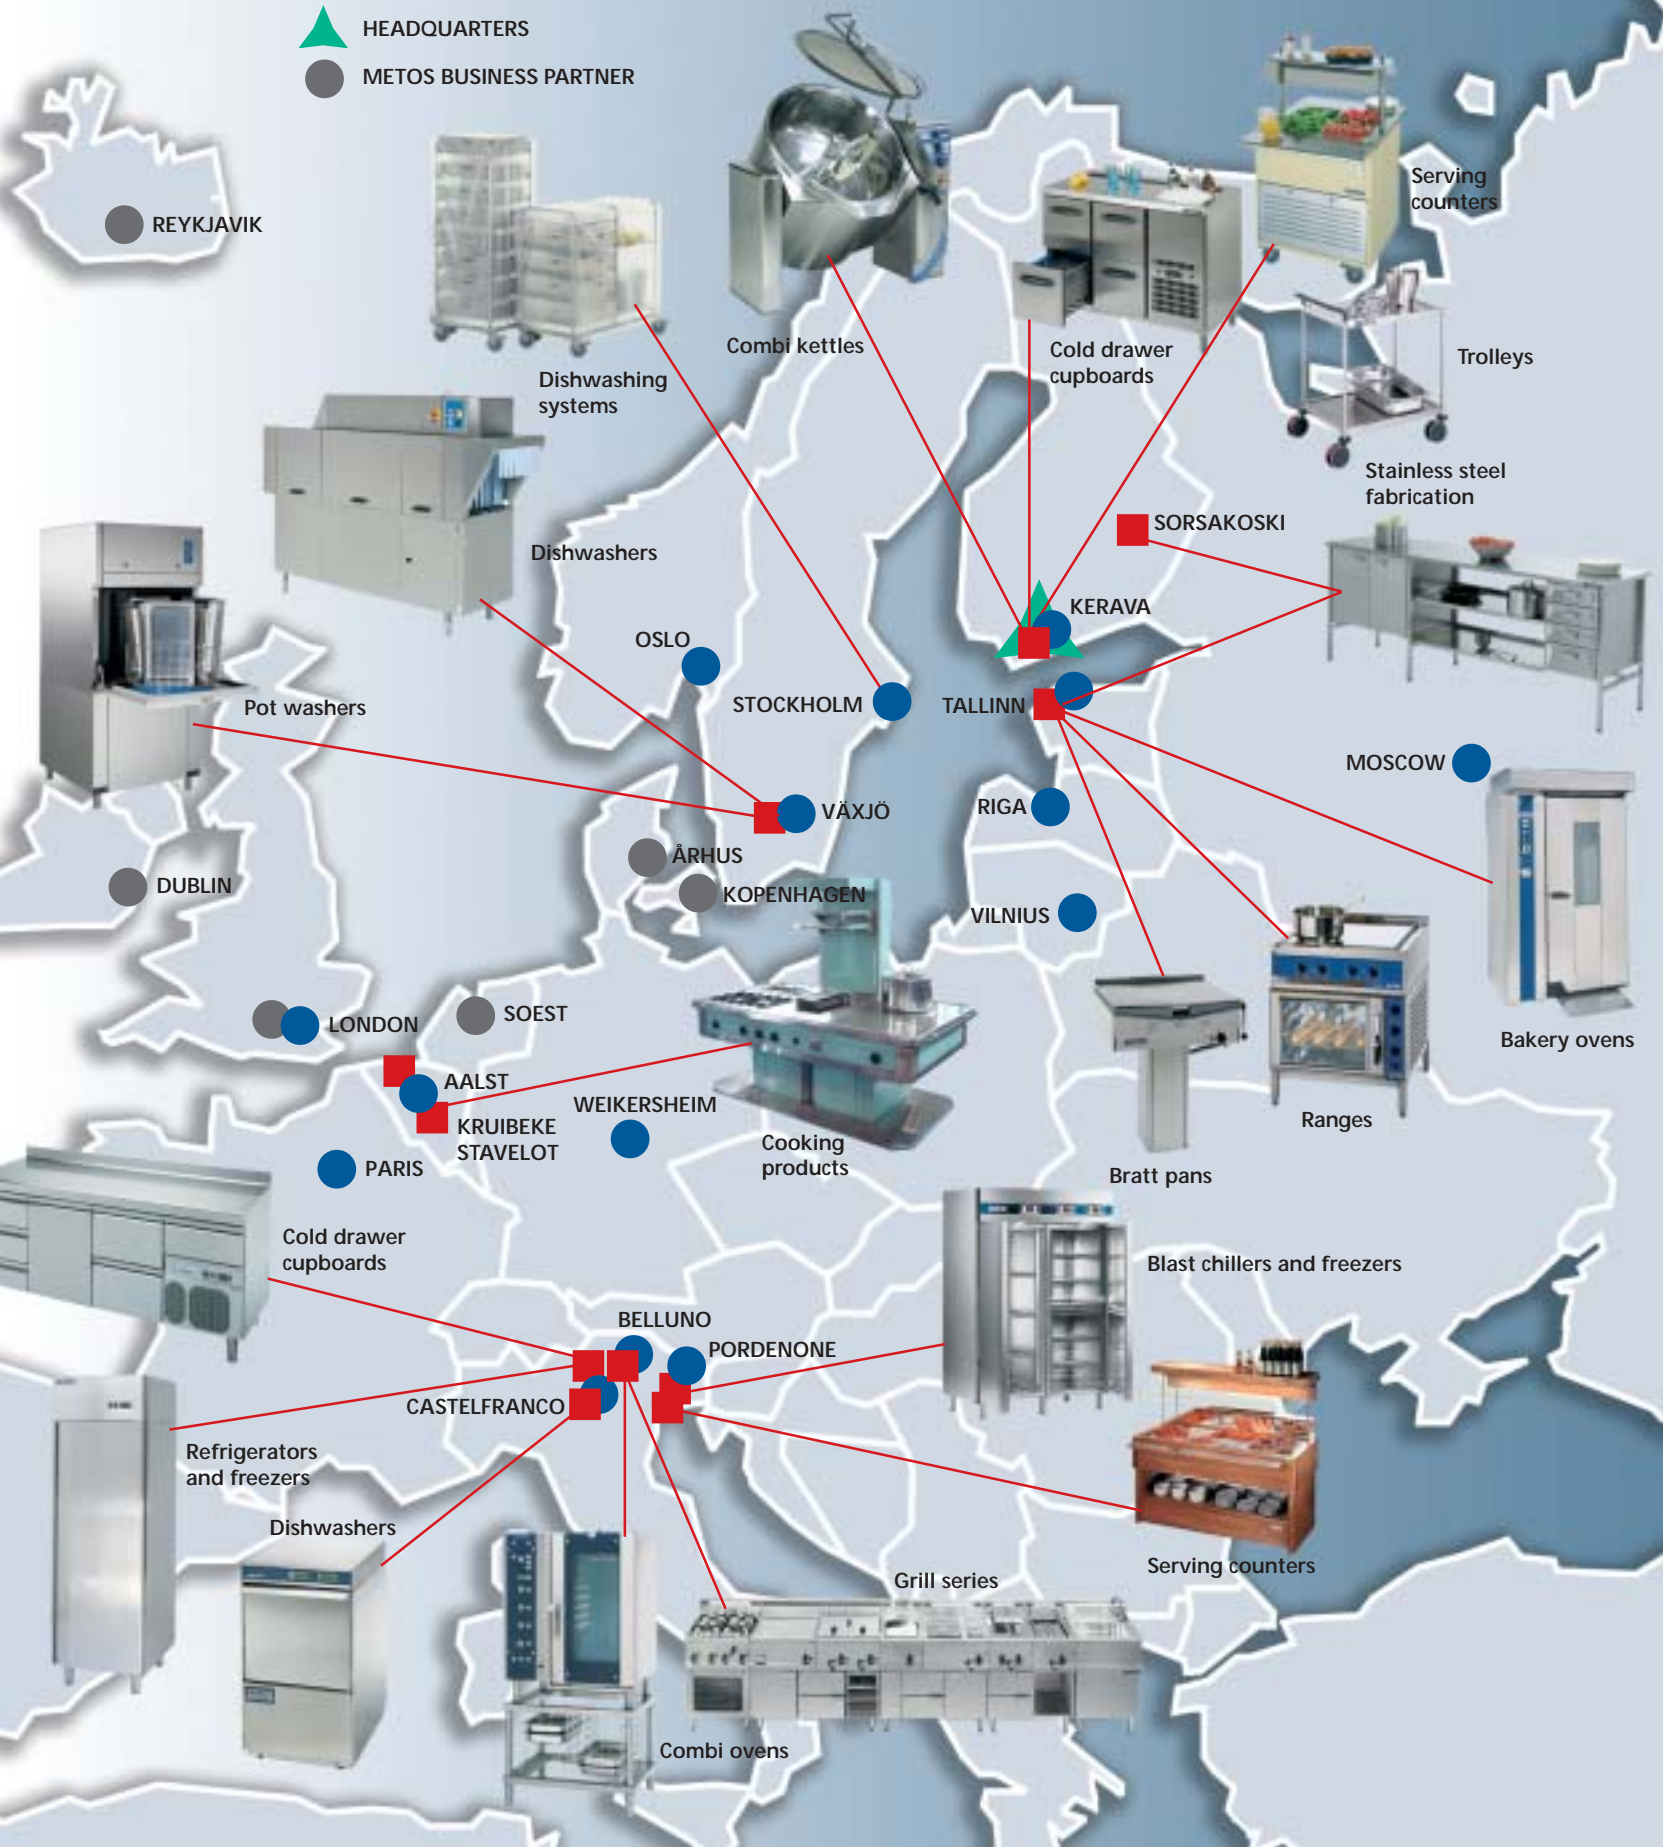 HEADQUARTERS
METOS BUSINESS PARTNER
REYKJAVIK
Serving
counters
Combi kettles
Cold drawer
cupboards
Trolleys
Dishwashing
systems
Stainless steel
fabrication
SORSAKOSKI
Dishwashers
KERAVA
OSLO
Pot washers
STOCKHOLM
TALLINN
MOSCOW
VÄXJÖ
RIGA
ÅRHUS
DUBLIN
KOPENHAGEN
VILNIUS
SOEST
LONDON
Bakery ovens
AALST
WEIKERSHEIM
KRUIBEKE
STAVELOT
Ranges
Cooking
products
PARIS
Bratt pans
Cold drawer
cupboards
Blast chillers and freezers
BELLUNO
PORDENONE
CASTELFRANCO
Refrigerators
and freezers
Dishwashers
Serving counters
Grill series
Combi ovens